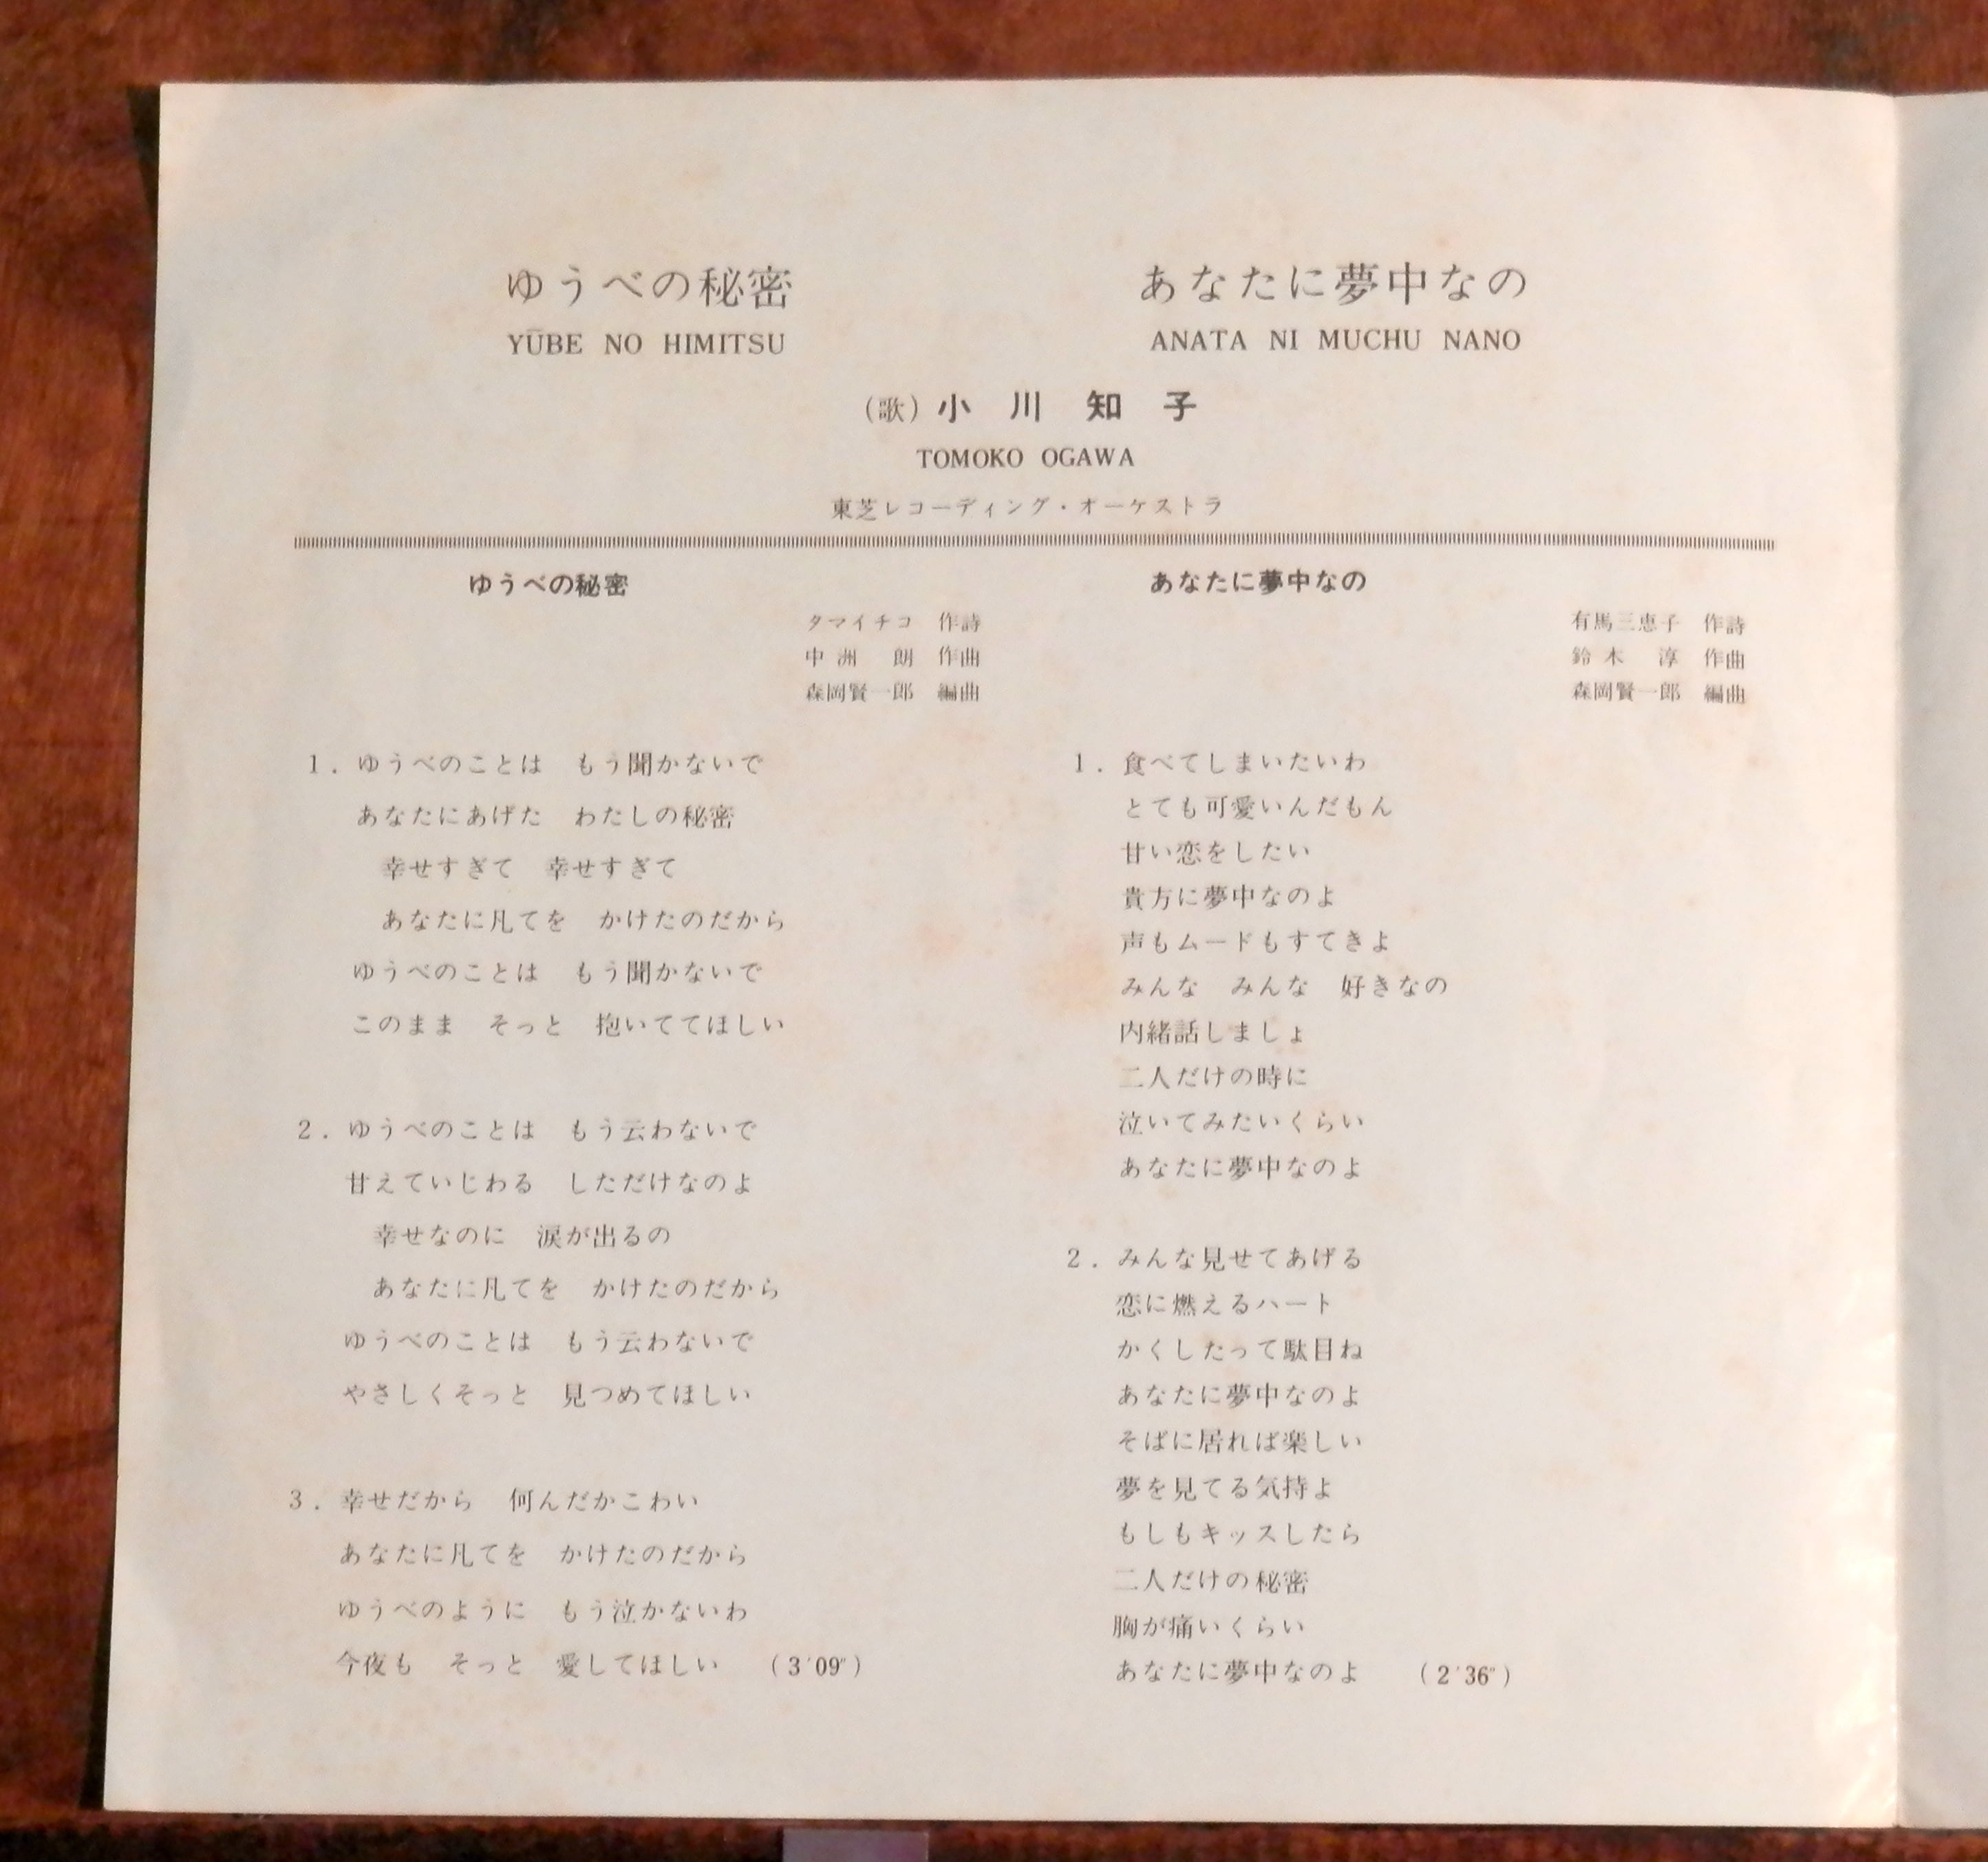 ゆうべの秘密
YŪBE NO HIMITSU
あなたに夢中なの
ANATA NI MUCHU NANO
(歌) 小川知子
TOMOKO OGAWA
東芝レコーディング・オーケストラ
ゆうべの秘密
タマイチコ 作詩
中洲 朗 作曲
森岡賢一郎 編曲
1. ゆうべのことは もう聞かないで
あなたにあげた わたしの秘密
幸せすぎて 幸せすぎて
あなたに凡てを かけたのだから
ゆうべのことは もう聞かないで
このまま そっと 抱いててほしい
2. ゆうべのことは もう云わないで
甘えていじわる しただけなのよ
幸せなのに 涙が出るの
あなたに凡てを かけたのだから
ゆうべのことは もう云わないで
やさしくそっと 見つめてほしい
3. 幸せだから 何んだかこわい
あなたに凡てを かけたのだから
ゆうべのように もう泣かないわ
今夜も そっと 愛してほしい (3′09″)
あなたに夢中なの
有馬三恵子 作詩
鈴木 淳 作曲
森岡賢一郎 編曲
1. 食べてしまいたいわ
とても可愛いんだもん
甘い恋をしたい
貴方に夢中なのよ
声もムードもすてきよ
みんな みんな 好きなの
内緒話しましょ
二人だけの時に
泣いてみたいくらい
あなたに夢中なのよ
2. みんな見せてあげる
恋に燃えるハート
かくしたって駄目ね
あなたに夢中なのよ
そばに居れば楽しい
夢を見てる気持よ
もしもキッスしたら
二人だけの秘密
胸が痛いくらい
あなたに夢中なのよ (2′36″)